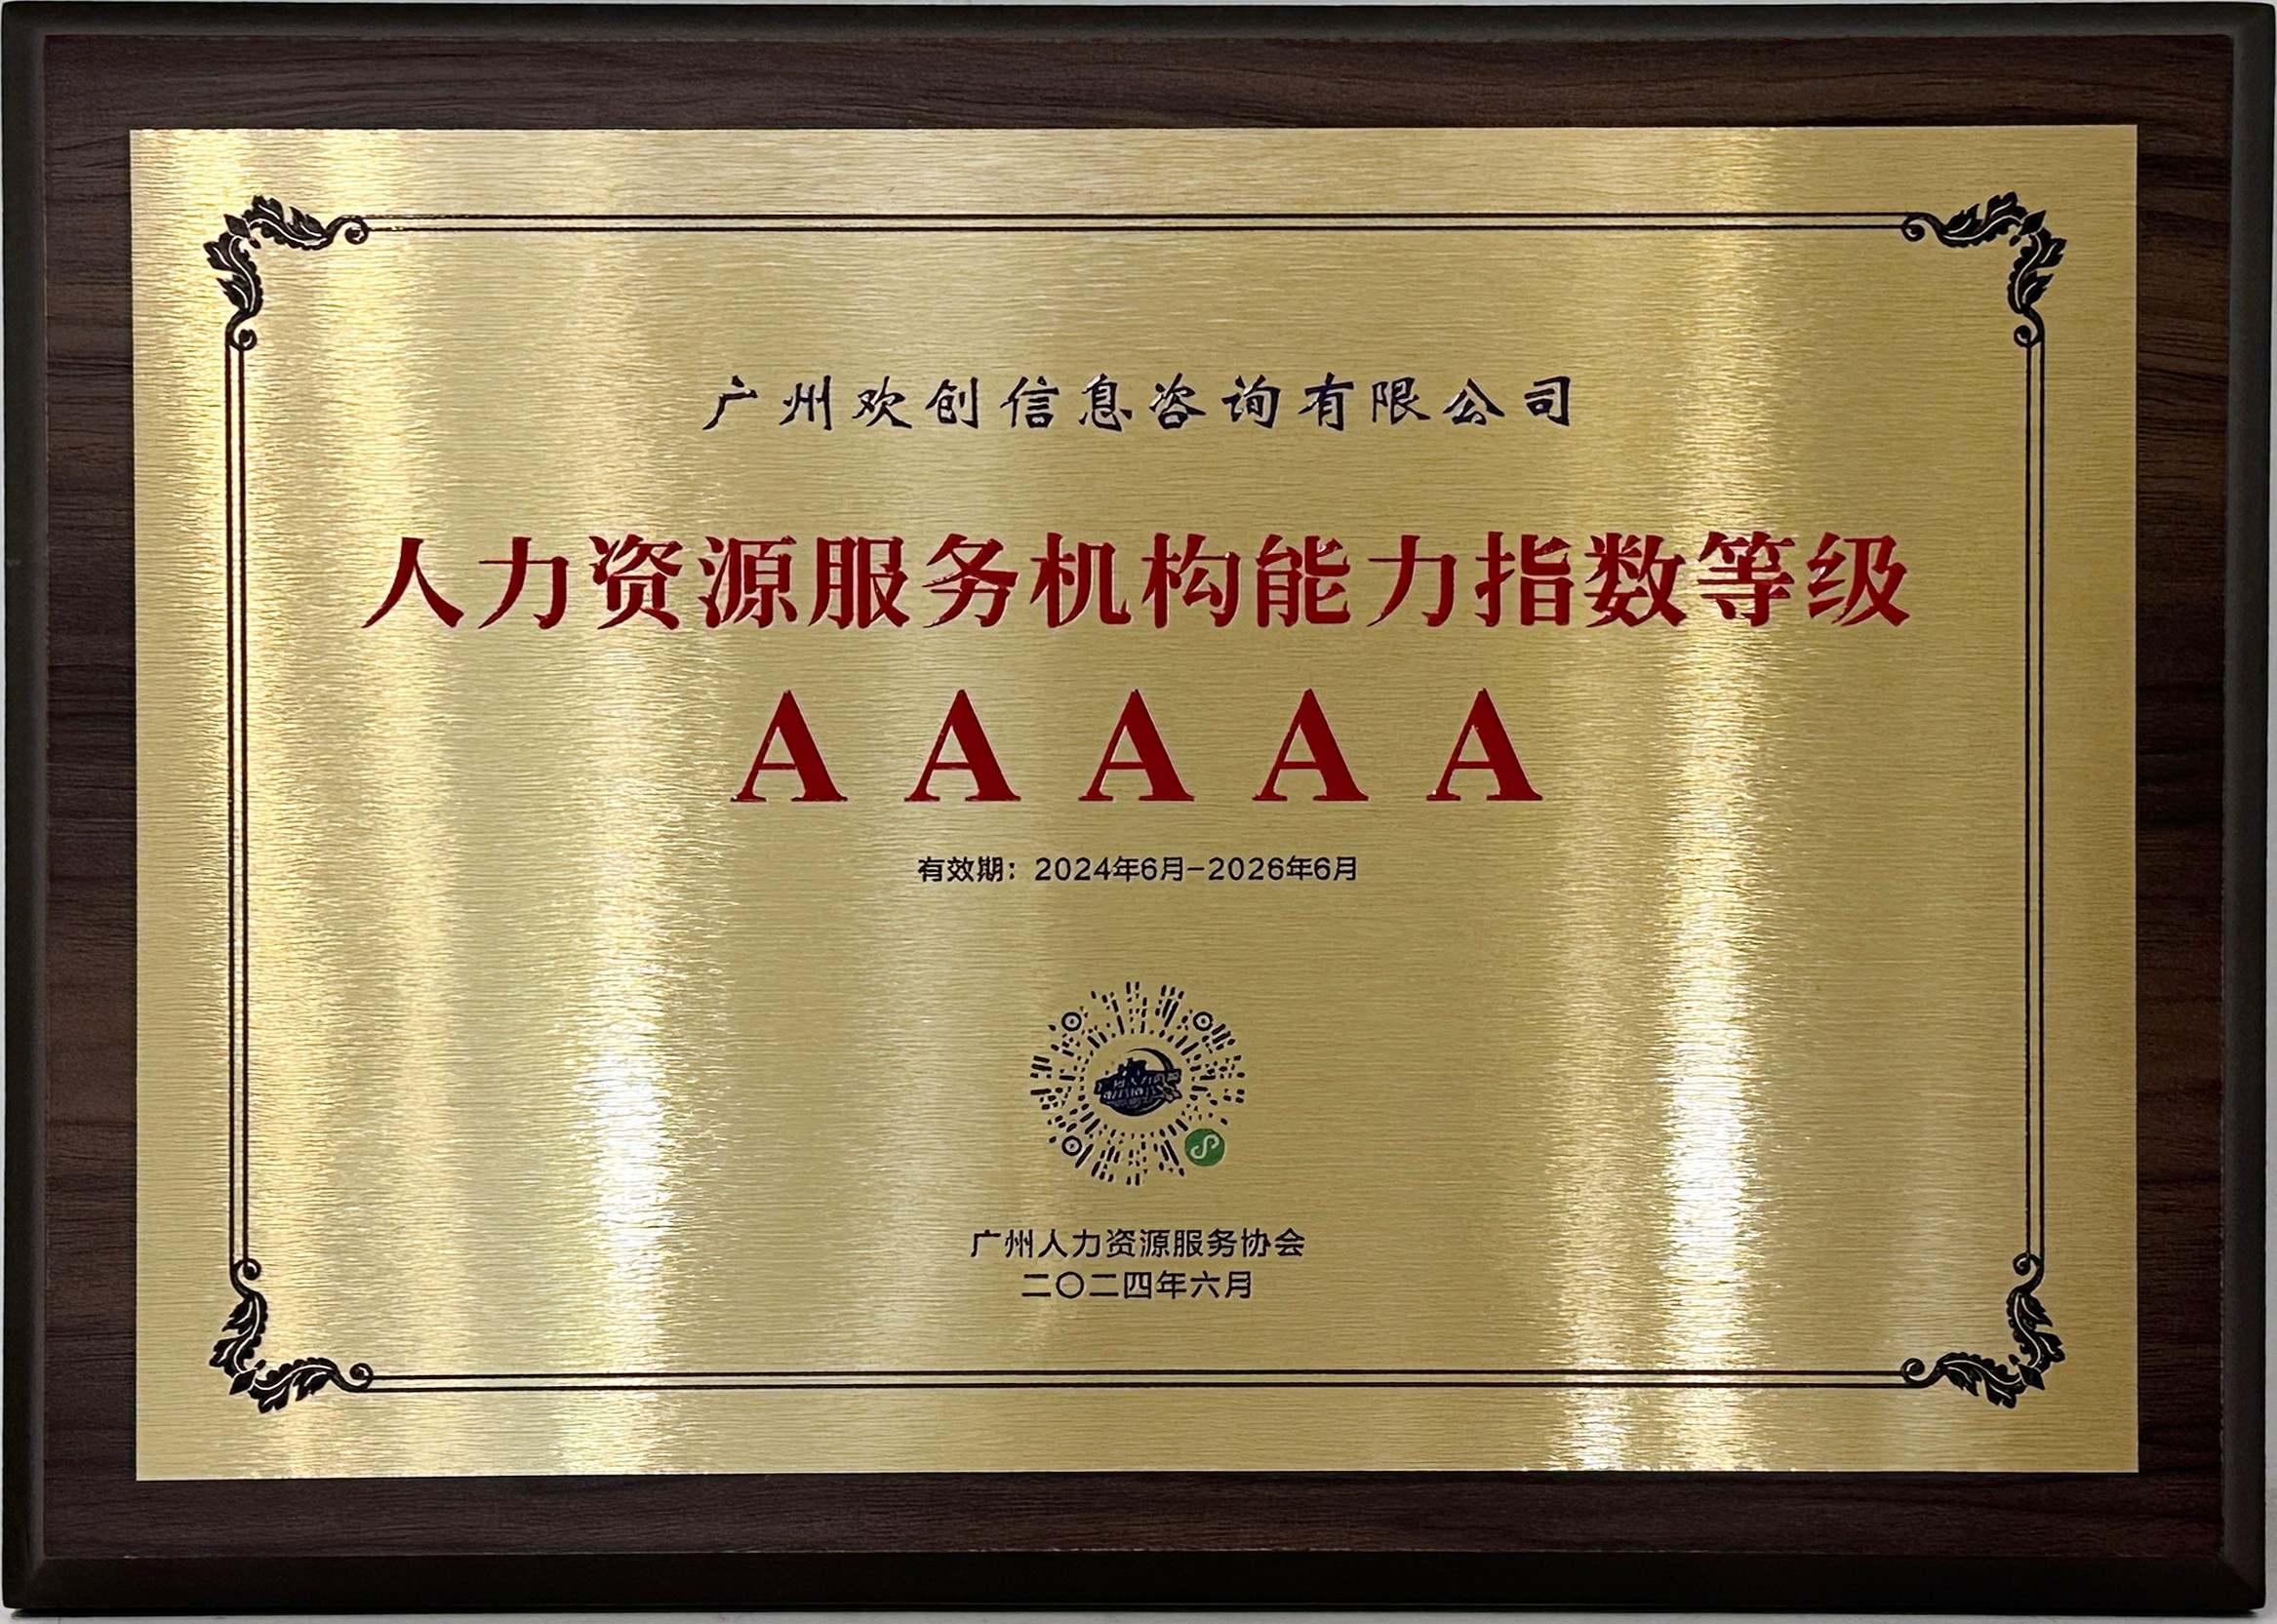 广州欢创信息咨询有限公司
人力资源服务机构能力指数等级
AAAAA
有效期：2024年6月-2026年6月
广州人力资源服务协会
二〇二四年六月